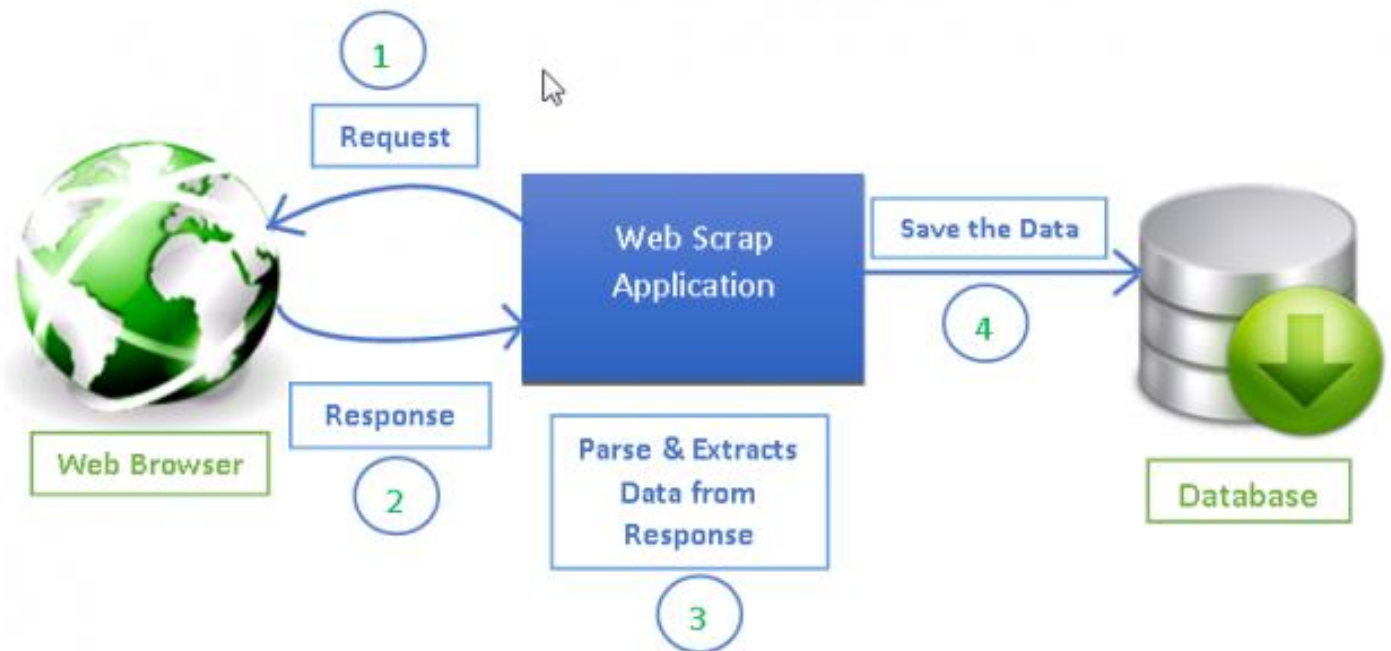 1
Request
Web Scrap
Application
Save the Data
4
Response
2
Web Browser
Parse & Extracts
Data from
Response
3
Database